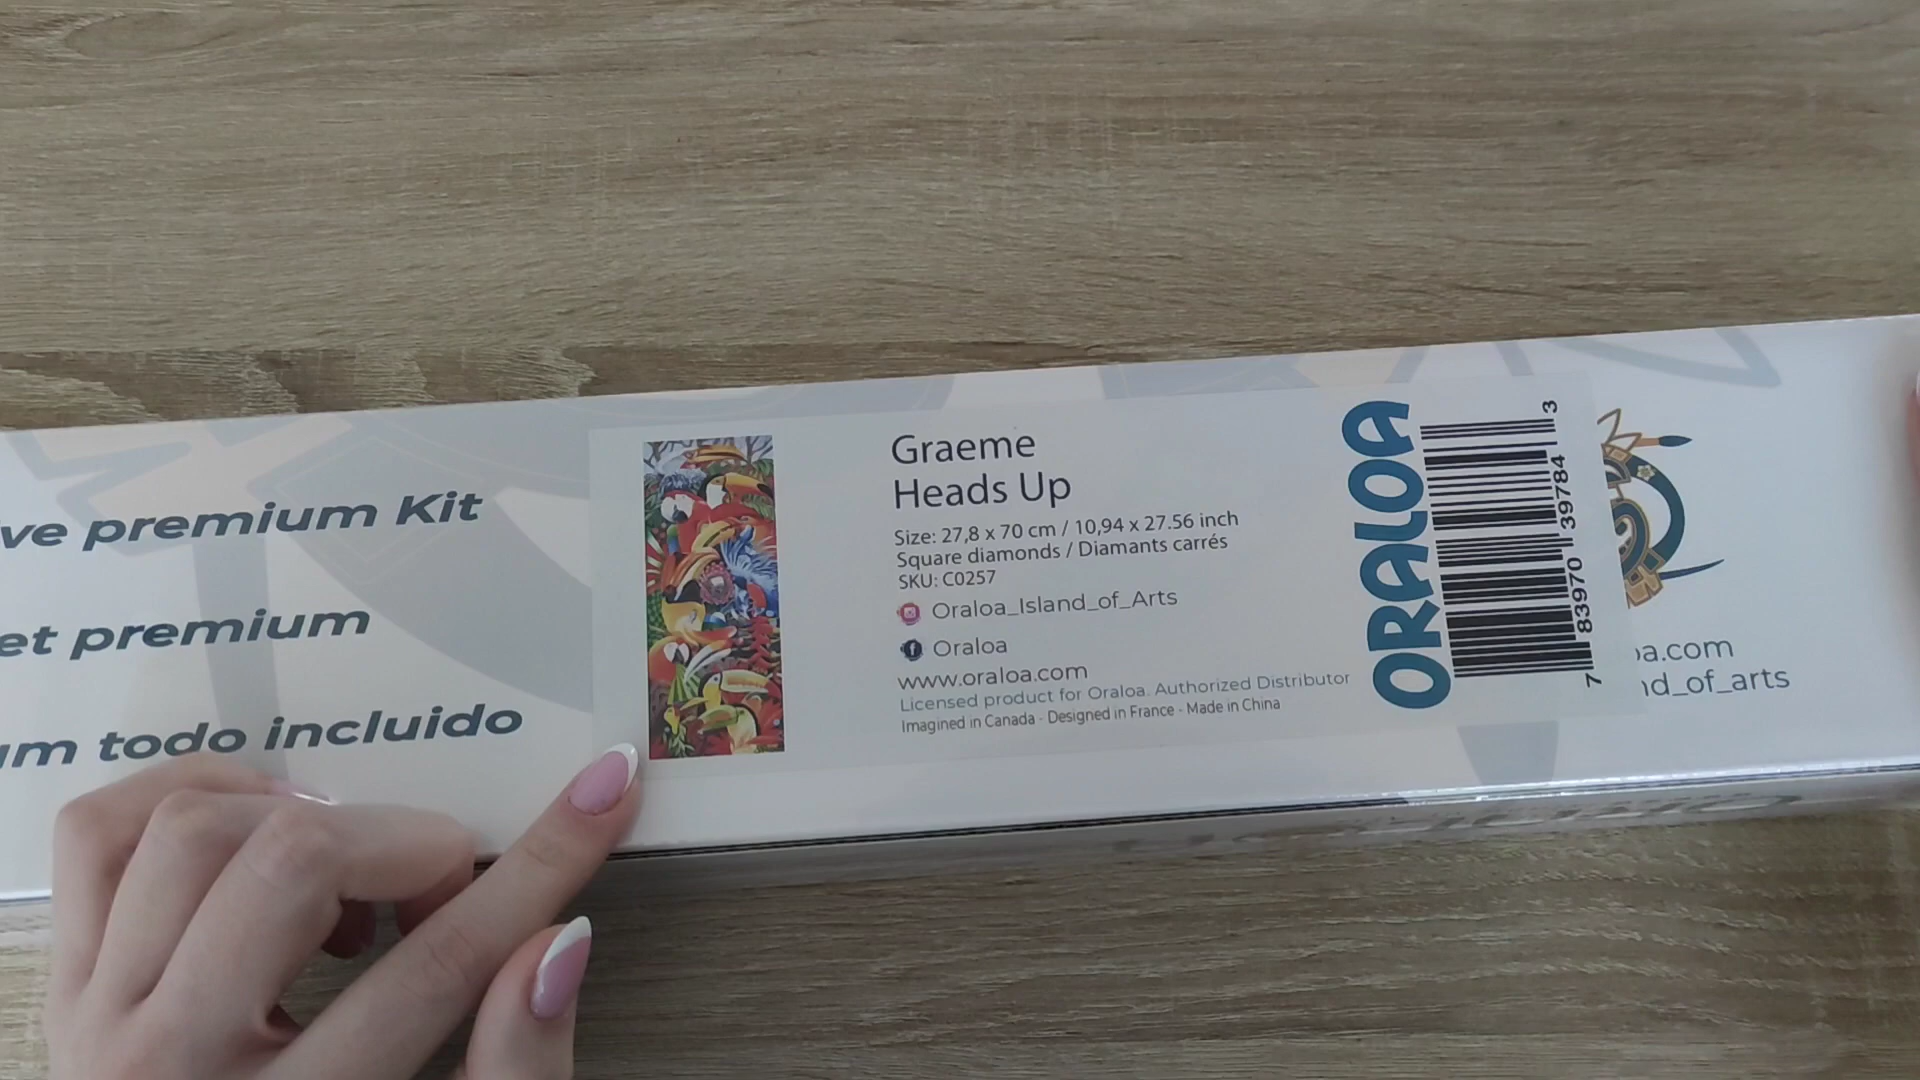 ve premium Kit
et premium
um todo incluido
Graeme
Heads Up
Size: 27,8 x 70 cm / 10,94 x 27.56 inch
Square diamonds / Diamants carrés
SKU: C0257
Oraloa_Island_of_Arts
Oraloa
www.oraloa.com
Licensed product for Oraloa. Authorized Distributor
Imagined in Canada - Designed in France - Made in China
ORALOA
7 83970 39784 3
a.com
nd_of_arts